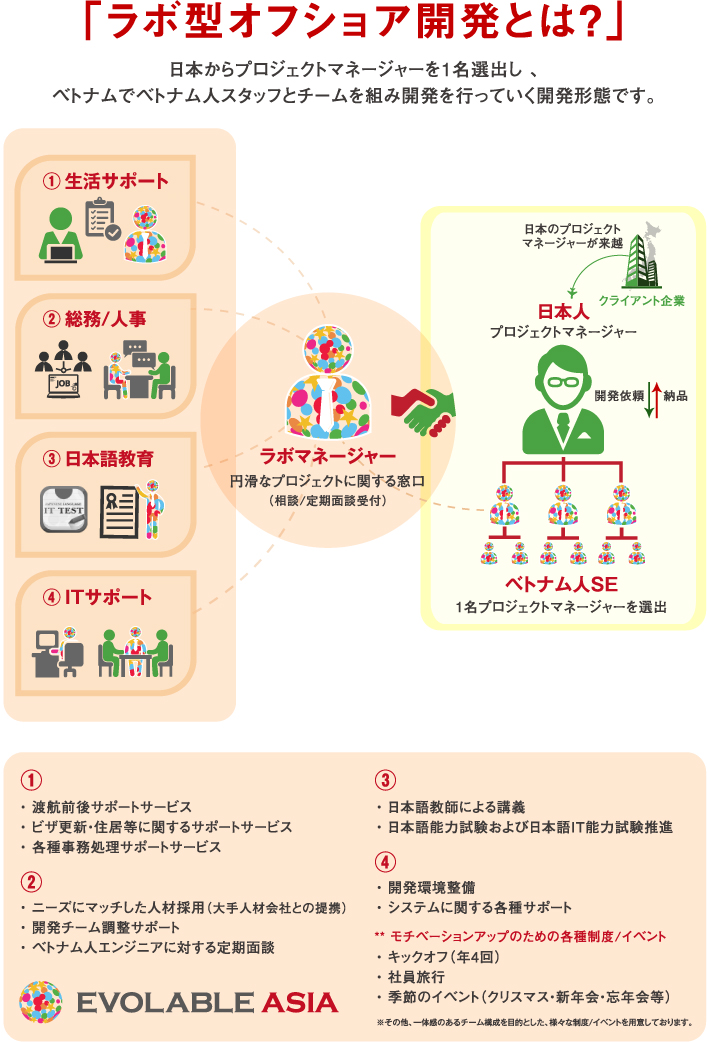 「ラボ型オフショア開発とは?」
日本からプロジェクトマネージャーを1名選出し 、
ベトナムでベトナム人スタッフとチームを組み開発を行っていく開発形態です。
① 生活サポート
② 総務/人事
JOB
③ 日本語教育
IT TEST
④ ITサポート
ラボマネージャー
円滑なプロジェクトに関する窓口
（相談/定期面談受付）
日本のプロジェクト
マネージャーが来越
クライアント企業
日本人
プロジェクトマネージャー
開発依頼
納品
ベトナム人SE
1名プロジェクトマネージャーを選出
①
・ 渡航前後サポートサービス
・ ビザ更新・住居等に関するサポートサービス
・ 各種事務処理サポートサービス
②
・ ニーズにマッチした人材採用（大手人材会社との提携）
・ 開発チーム調整サポート
・ ベトナム人エンジニアに対する定期面談
EVOLABLE ASIA
③
・ 日本語教師による講義
・ 日本語能力試験および日本語IT能力試験推進
④
・ 開発環境整備
・ システムに関する各種サポート
** モチベーションアップのための各種制度/イベント
・ キックオフ（年4回）
・ 社員旅行
・ 季節のイベント（クリスマス・新年会・忘年会等）
※その他、一体感のあるチーム構成を目的とした、様々な制度/イベントを用意しております。